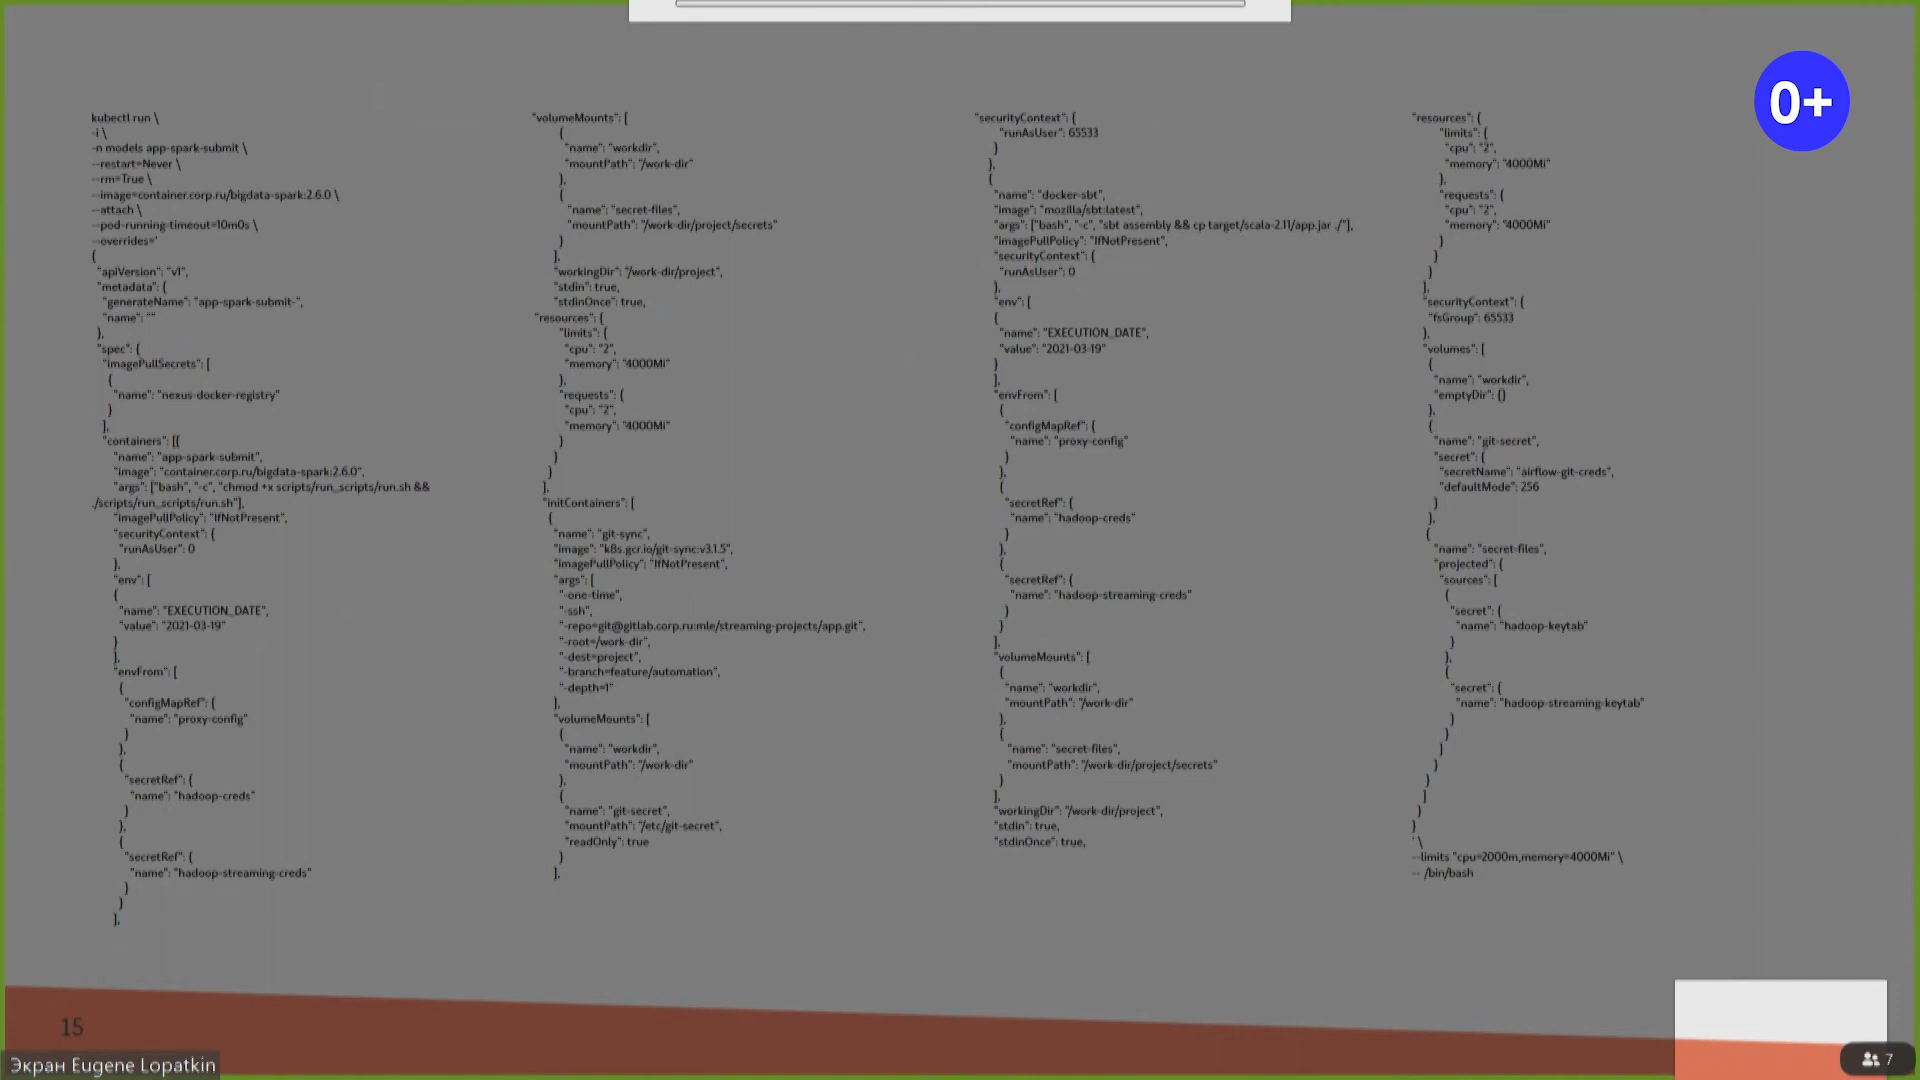 0+
kubectl run \
-i \
-n models app-spark-submit \
--restart=Never \
--rm=True \
--image=container.corp.ru/bigdata-spark:2.6.0 \
--attach \
--pod-running-timeout=10m0s \
--overrides='
{
"apiVersion": "v1",
"metadata": {
"generateName": "app-spark-submit-",
"name": ""
},
"spec": {
"imagePullSecrets": [
{
"name": "nexus-docker-registry"
}
],
"containers": [{
"name": "app-spark-submit",
"image": "container.corp.ru/bigdata-spark:2.6.0",
"args": ["bash", "-c", "chmod +x scripts/run_scripts/run.sh &&
./scripts/run_scripts/run.sh"],
"imagePullPolicy": "IfNotPresent",
"securityContext": {
"runAsUser": 0
},
"env": [
{
"name": "EXECUTION_DATE",
"value": "2021-03-19"
}
],
"envFrom": [
{
"configMapRef": {
"name": "proxy-config"
}
},
{
"secretRef": {
"name": "hadoop-creds"
}
},
{
"secretRef": {
"name": "hadoop-streaming-creds"
}
}
],
"volumeMounts": [
{
"name": "workdir",
"mountPath": "/work-dir"
},
{
"name": "secret-files",
"mountPath": "/work-dir/project/secrets"
}
],
"workingDir": "/work-dir/project",
"stdin": true,
"stdinOnce": true,
"resources": {
"limits": {
"cpu": "2",
"memory": "4000Mi"
},
"requests": {
"cpu": "2",
"memory": "4000Mi"
}
}
}
],
"initContainers": [
{
"name": "git-sync",
"image": "k8s.gcr.io/git-sync:v3.1.5",
"imagePullPolicy": "IfNotPresent",
"args": [
"-one-time",
"-ssh",
"-repo=git@gitlab.corp.ru:mle/streaming-projects/app.git",
"-root=/work-dir",
"-dest=project",
"-branch=feature/automation",
"-depth=1"
],
"volumeMounts": [
{
"name": "workdir",
"mountPath": "/work-dir"
},
{
"name": "git-secret",
"mountPath": "/etc/git-secret",
"readOnly": true
}
],
"securityContext": {
"runAsUser": 65533
}
},
{
"name": "docker-sbt",
"image": "mozilla/sbt:latest",
"args": ["bash", "-c", "sbt assembly && cp target/scala-2.11/app.jar ./"],
"imagePullPolicy": "IfNotPresent",
"securityContext": {
"runAsUser": 0
},
"env": [
{
"name": "EXECUTION_DATE",
"value": "2021-03-19"
}
],
"envFrom": [
{
"configMapRef": {
"name": "proxy-config"
}
},
{
"secretRef": {
"name": "hadoop-creds"
}
},
{
"secretRef": {
"name": "hadoop-streaming-creds"
}
}
],
"volumeMounts": [
{
"name": "workdir",
"mountPath": "/work-dir"
},
{
"name": "secret-files",
"mountPath": "/work-dir/project/secrets"
}
],
"workingDir": "/work-dir/project",
"stdin": true,
"stdinOnce": true,
"resources": {
"limits": {
"cpu": "2",
"memory": "4000Mi"
},
"requests": {
"cpu": "2",
"memory": "4000Mi"
}
}
}
],
"securityContext": {
"fsGroup": 65533
},
"volumes": [
{
"name": "workdir",
"emptyDir": {}
},
{
"name": "git-secret",
"secret": {
"secretName": "airflow-git-creds",
"defaultMode": 256
}
},
{
"name": "secret-files",
"projected": {
"sources": [
{
"secret": {
"name": "hadoop-keytab"
}
},
{
"secret": {
"name": "hadoop-streaming-keytab"
}
}
]
}
}
]
}
}
' \
--limits "cpu=2000m,memory=4000Mi" \
-- /bin/bash
15
Экран Eugene Lopatkin
7